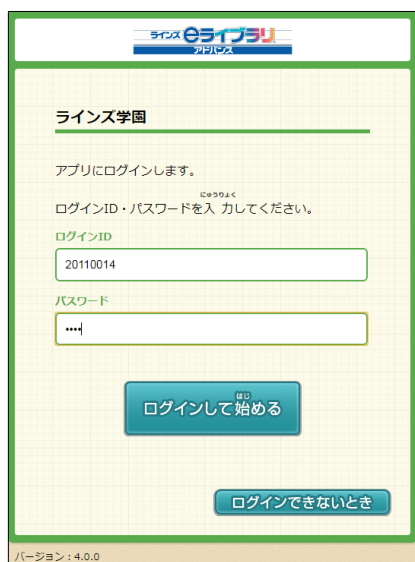 ラインズ eライブラリ
アドバンス
ラインズ学園
アプリにログインします。
にゅうりょく
ログインID・パスワードを入 力してください。
ログインID
20110014
パスワード
••••
はじ
ログインして始める
ログインできないとき
バージョン : 4.0.0